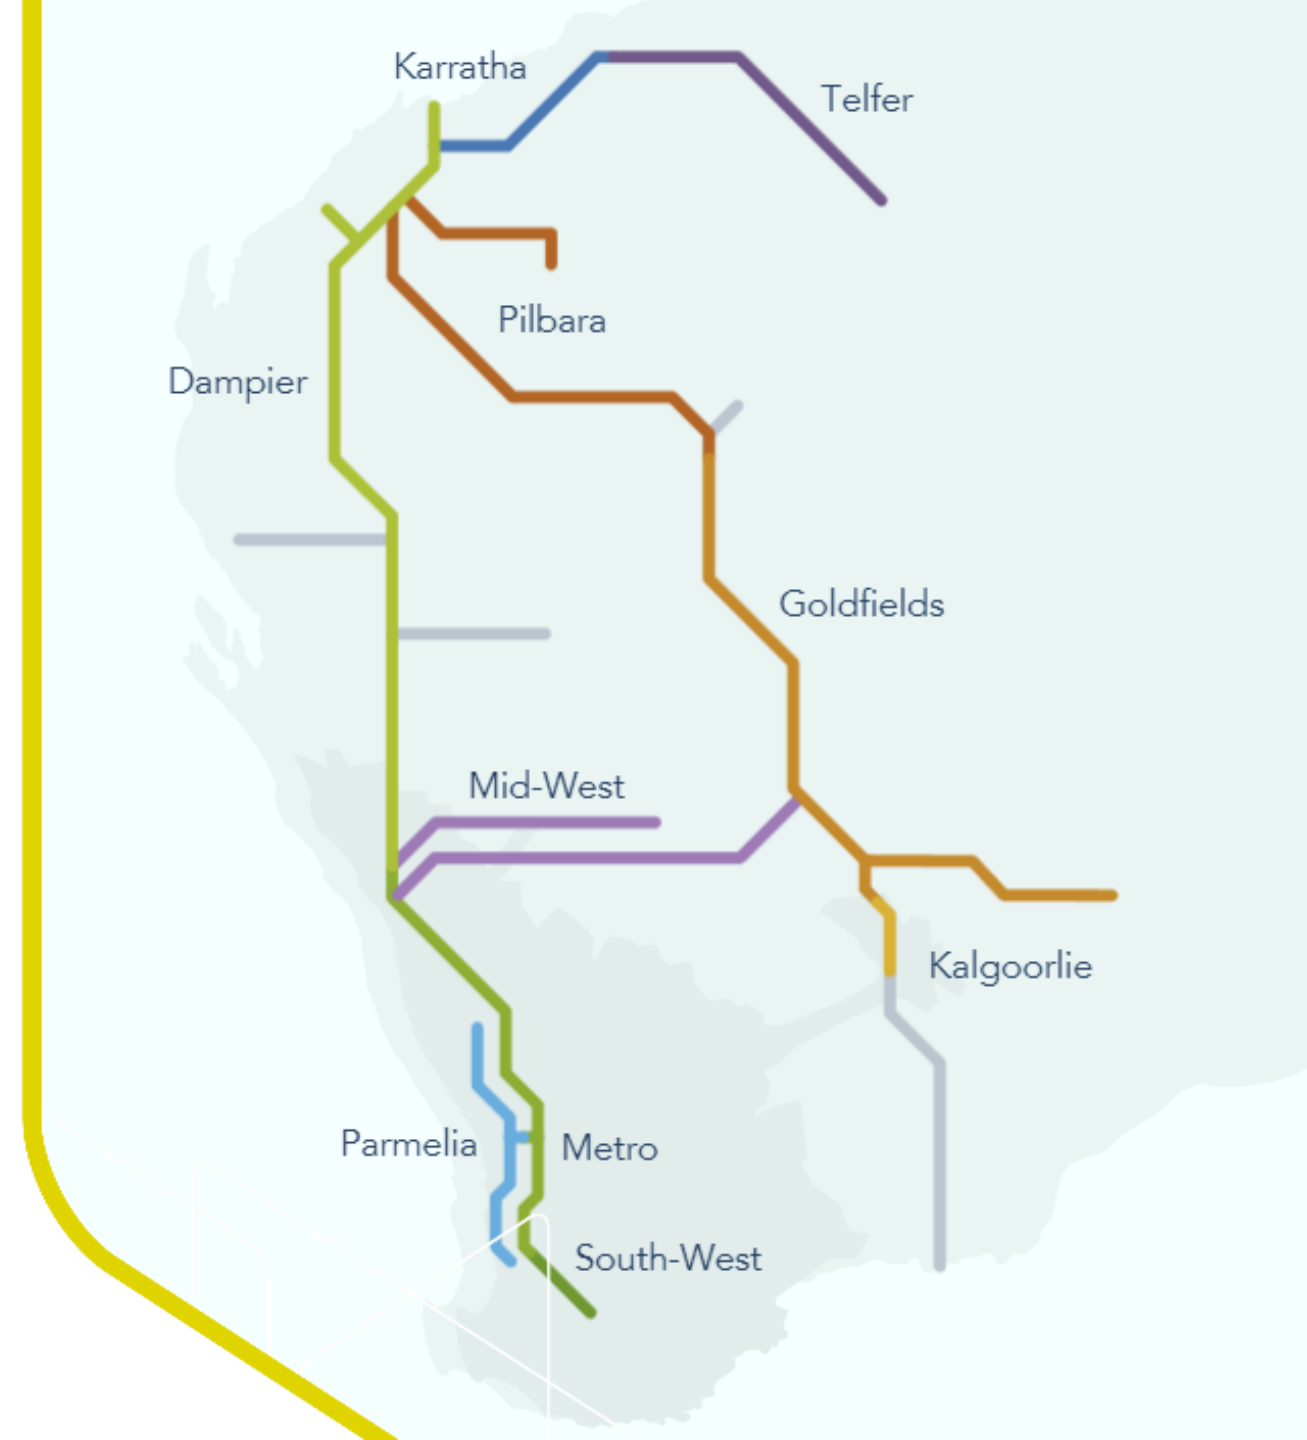 Karratha
Telfer
Pilbara
Dampier
Goldfields
Mid-West
Kalgoorlie
Parmelia
Metro
South-West